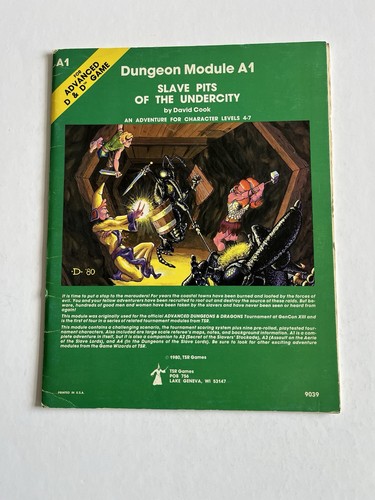 A1
FOR
ADVANCED
D & D™ GAME
Dungeon Module A1
SLAVE PITS
OF THE UNDERCITY
by David Cook
AN ADVENTURE FOR CHARACTER LEVELS 4-7
·D· '80
It is time to put a stop to the marauders! For years the coastal towns have been burned and looted by the forces of
evil. You and your fellow adventurers have been recruited to root out and destroy the source of these raids. But be-
ware, hundreds of good men and women have been taken by the slavers and have never been seen or heard from
again!
This module was originally used for the official ADVANCED DUNGEONS & DRAGONS Tournament at GenCon XIII and
is the first of four in a series of related tournament modules from TSR.
This module contains a challenging scenario, the tournament scoring system plus nine pre-rolled, playtested tour-
nament characters. Also included are large scale referee's maps, notes, and background information. A1 is a com-
plete adventure in itself, but it is also a companion to A2 (Secret of the Slavers' Stockade), A3 (Assault on the Aerie
of the Slave Lords), and A4 (In the Dungeons of the Slave Lords). Be sure to look for other exciting adventure
modules from the Game Wizards of TSR.
©1980, TSR Games
TSR Games
POB 756
LAKE GENEVA, WI 53147
PRINTED IN U.S.A.
9039